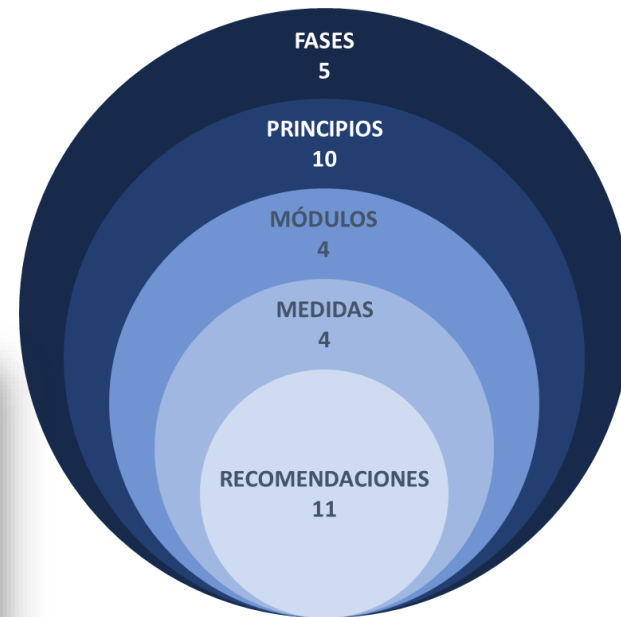 FASES
5
PRINCIPIOS
10
MÓDULOS
4
MEDIDAS
4
RECOMENDACIONES
11